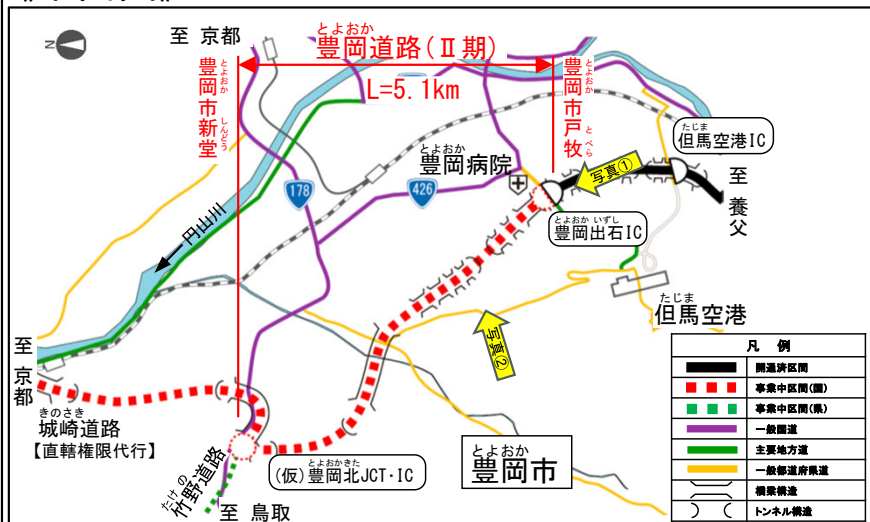 N
至 京都
とよおか
豊岡道路(Ⅱ期)
L=5.1km
とよおか
豊岡市新堂
しんどう
とよおか
豊岡市戸牧
とべら
たじま
但馬空港IC
とよおか
豊岡病院
写真①
至 養父
178
426
とよおか いずし
豊岡出石IC
円山川
たじま
但馬空港
写真②
至 京都
きのさき
城崎道路
【直轄権限代行】
とよおか
豊岡市
とよおかきた
(仮)豊岡北JCT・IC
たけの
竹野道路
至 鳥取
凡 例
開通済区間
事業中区間(国)
事業中区間(県)
一般国道
主要地方道
一般都道府県道
橋梁構造
トンネル構造